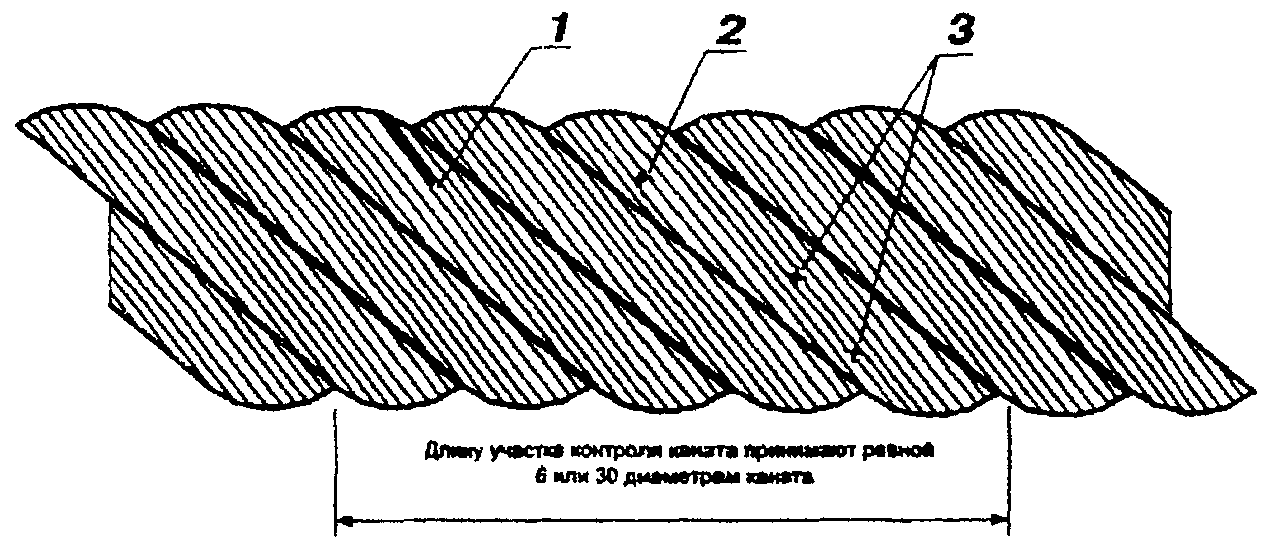 1 2 3
Длину участка контроля каната принимают равной
6 или 30 диаметрам каната